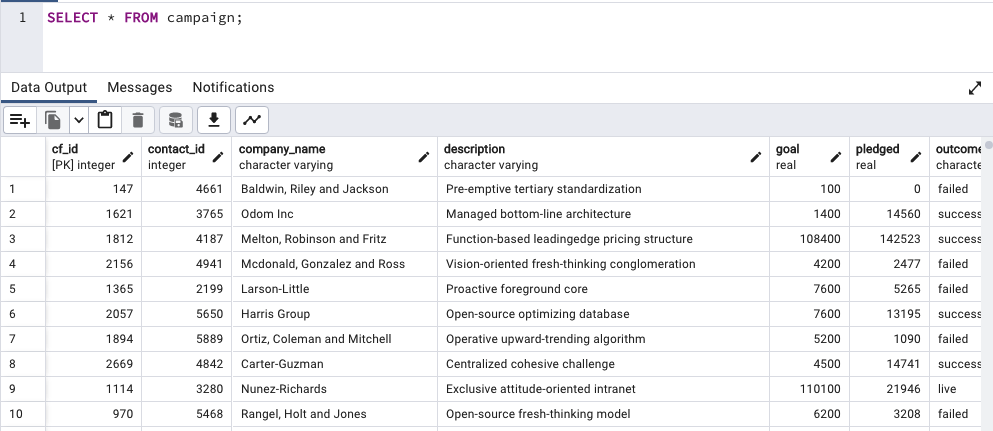 1 SELECT * FROM campaign;
Data Output Messages Notifications
cf_id contact_id company_name description goal pledged outcome
[PK] integer integer character varying character varying real real characte
1 147 4661 Baldwin, Riley and Jackson Pre-emptive tertiary standardization 100 0 failed
2 1621 3765 Odom Inc Managed bottom-line architecture 1400 14560 success
3 1812 4187 Melton, Robinson and Fritz Function-based leadingedge pricing structure 108400 142523 success
4 2156 4941 Mcdonald, Gonzalez and Ross Vision-oriented fresh-thinking conglomeration 4200 2477 failed
5 1365 2199 Larson-Little Proactive foreground core 7600 5265 failed
6 2057 5650 Harris Group Open-source optimizing database 7600 13195 success
7 1894 5889 Ortiz, Coleman and Mitchell Operative upward-trending algorithm 5200 1090 failed
8 2669 4842 Carter-Guzman Centralized cohesive challenge 4500 14741 success
9 1114 3280 Nunez-Richards Exclusive attitude-oriented intranet 110100 21946 live
10 970 5468 Rangel, Holt and Jones Open-source fresh-thinking model 6200 3208 failed